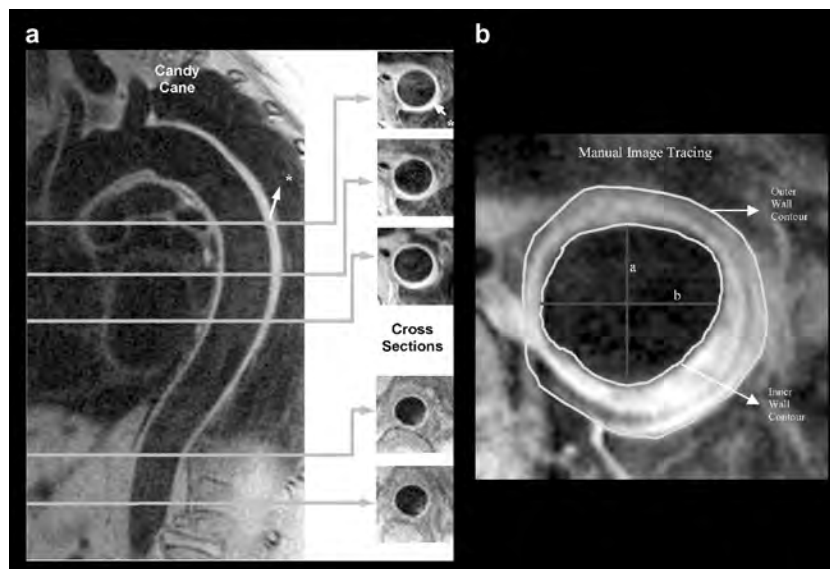 a
Candy
Cane
*
*
Cross
Sections
b
Manual Image Tracing
Outer
Wall
Contour
a
b
Inner
Wall
Contour